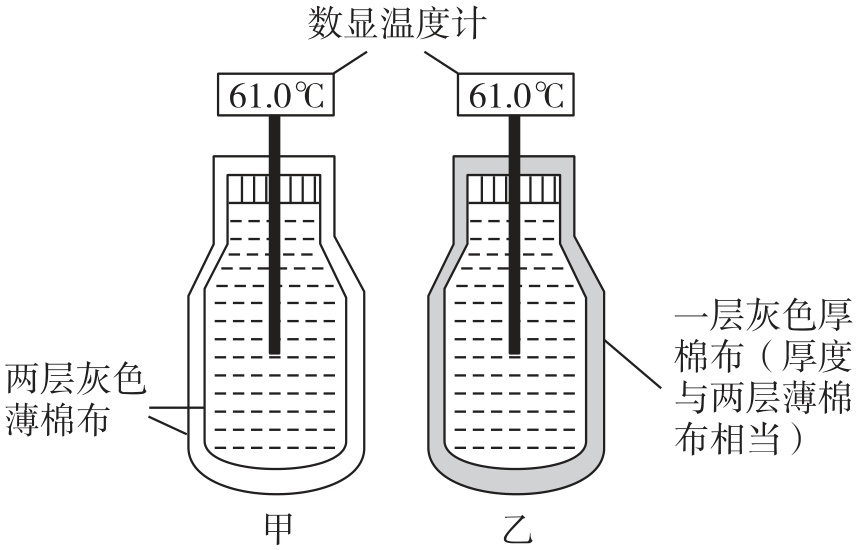 数显温度计
61.0℃
61.0℃
两层灰色
薄棉布
一层灰色厚
棉布（厚度
与两层薄棉
布相当）
甲
乙